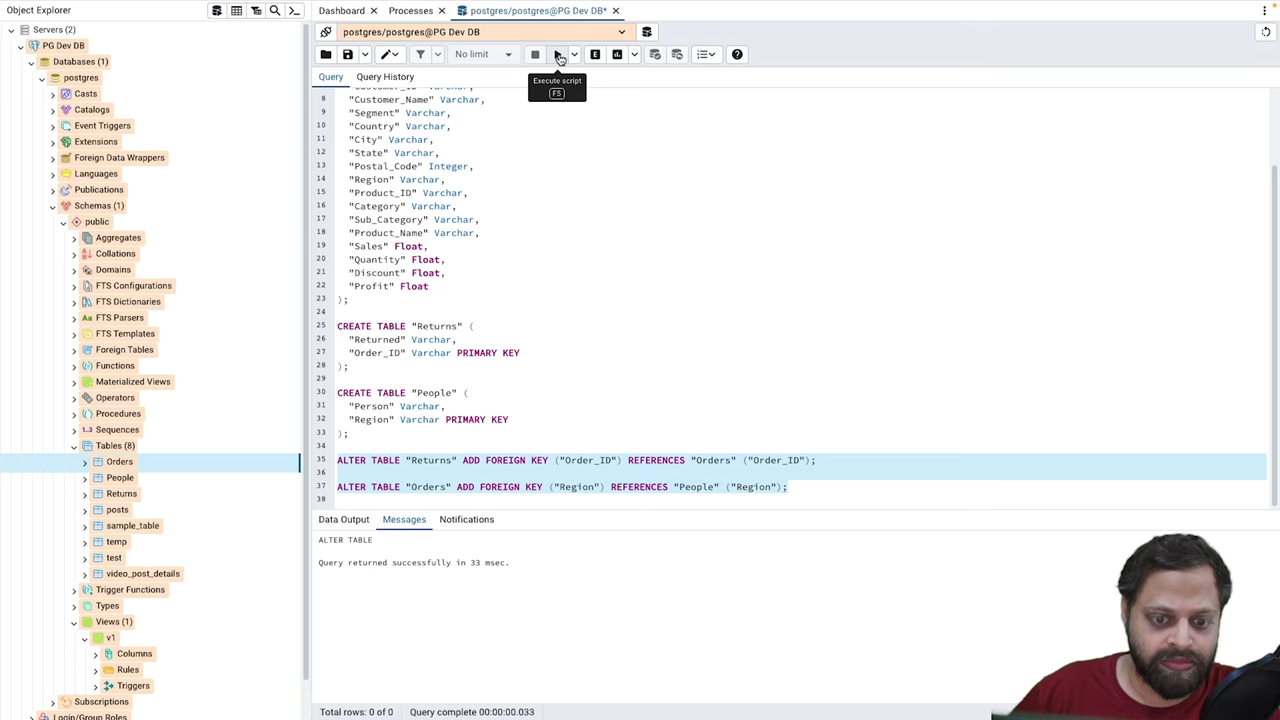 Object Explorer
Dashboard
Processes
postgres/postgres@PG Dev DB*
postgres/postgres@PG Dev DB
No limit
Query
Query History
Execute script
F5
Servers (2)
PG Dev DB
Databases (1)
postgres
Casts
Catalogs
Event Triggers
Extensions
Foreign Data Wrappers
Languages
Publications
Schemas (1)
public
Aggregates
Collations
Domains
FTS Configurations
FTS Dictionaries
FTS Parsers
FTS Templates
Foreign Tables
Functions
Materialized Views
Operators
Procedures
Sequences
Tables (8)
Orders
People
Returns
posts
sample_table
temp
test
video_post_details
Trigger Functions
Types
Views (1)
v1
Columns
Rules
Triggers
Subscriptions
Login/Group Roles
8 "Customer_Name" Varchar,
9 "Segment" Varchar,
10 "Country" Varchar,
11 "City" Varchar,
12 "State" Varchar,
13 "Postal_Code" Integer,
14 "Region" Varchar,
15 "Product_ID" Varchar,
16 "Category" Varchar,
17 "Sub_Category" Varchar,
18 "Product_Name" Varchar,
19 "Sales" Float,
20 "Quantity" Float,
21 "Discount" Float,
22 "Profit" Float
23 );
24
25 CREATE TABLE "Returns" (
26 "Returned" Varchar,
27 "Order_ID" Varchar PRIMARY KEY
28 );
29
30 CREATE TABLE "People" (
31 "Person" Varchar,
32 "Region" Varchar PRIMARY KEY
33 );
34
35 ALTER TABLE "Returns" ADD FOREIGN KEY ("Order_ID") REFERENCES "Orders" ("Order_ID");
36
37 ALTER TABLE "Orders" ADD FOREIGN KEY ("Region") REFERENCES "People" ("Region");
38
Data Output
Messages
Notifications
ALTER TABLE
Query returned successfully in 33 msec.
Total rows: 0 of 0
Query complete 00:00:00.033